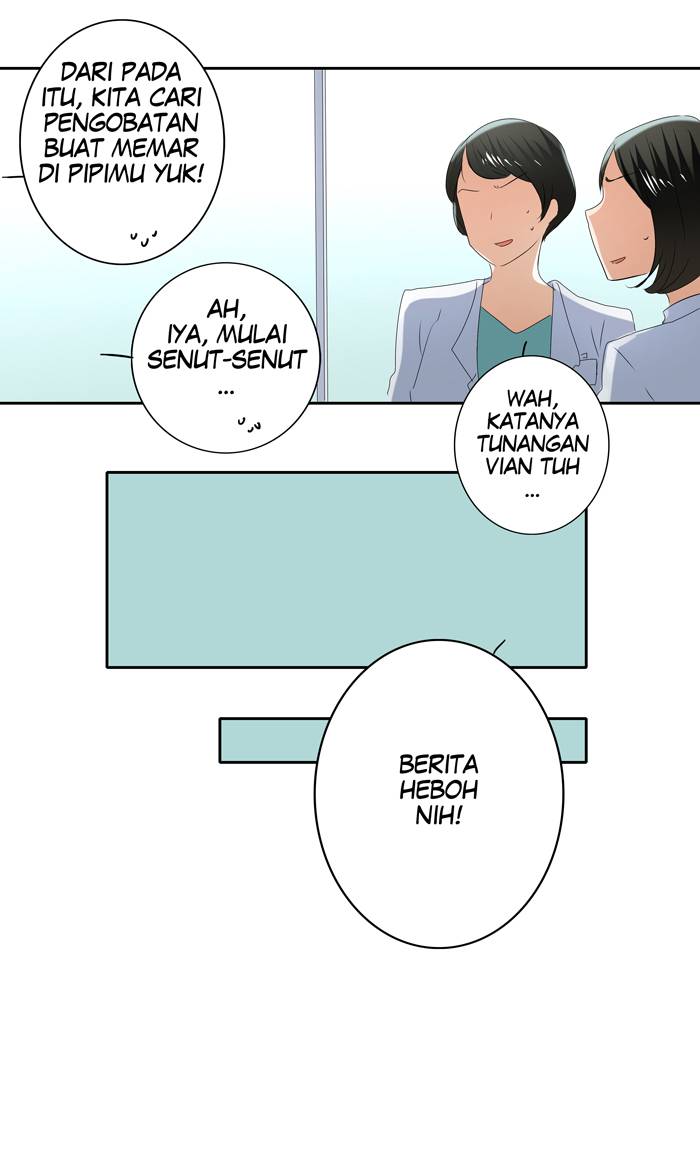 DARI PADA
ITU, KITA CARI
PENGOBATAN
BUAT MEMAR
DI PIPIMU YUK!
AH,
IYA, MULAI
SENUT-SENUT
...
WAH,
KATANYA
TUNANGAN
VIAN TUH
...
BERITA
HEBOH
NIH!